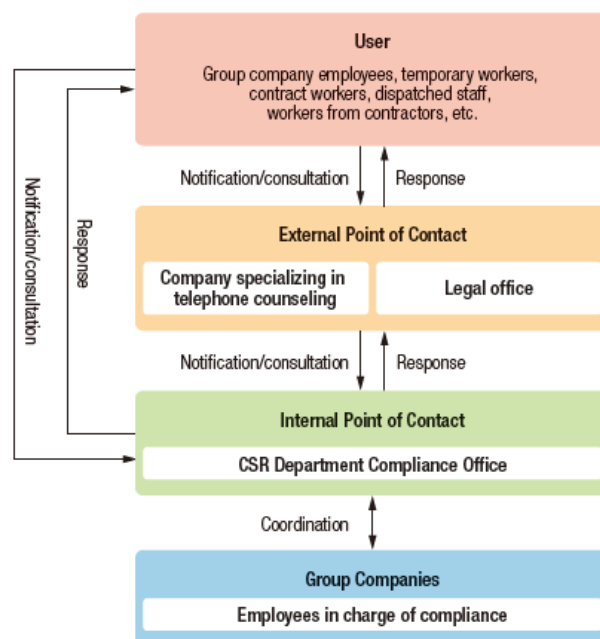 User
Group company employees, temporary workers,
contract workers, dispatched staff,
workers from contractors, etc.
Notification/consultation
Response
Notification/consultation
Response
External Point of Contact
Company specializing in
telephone counseling
Legal office
Notification/consultation
Response
Internal Point of Contact
CSR Department Compliance Office
Coordination
Group Companies
Employees in charge of compliance